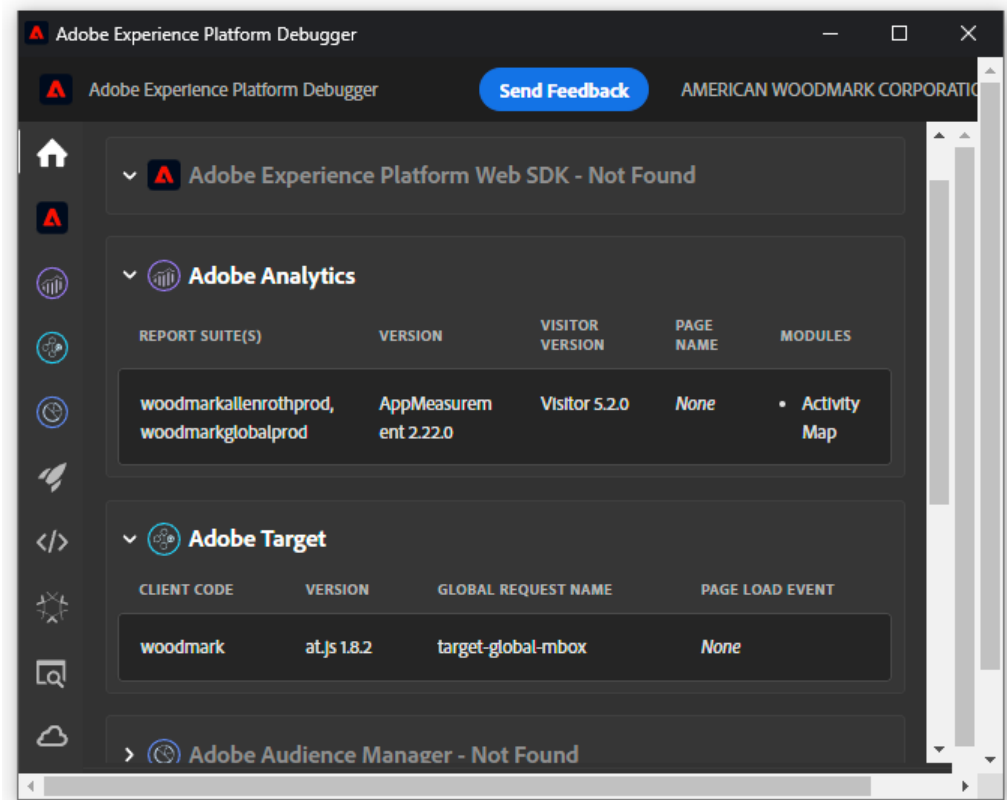 Adobe Experience Platform Debugger
Adobe Experience Platform Debugger
Send Feedback
AMERICAN WOODMARK CORPORATIO
Adobe Experience Platform Web SDK - Not Found
Adobe Analytics
REPORT SUITE(S) VERSION VISITOR VERSION PAGE NAME MODULES
woodmarkallenrothprod,
woodmarkglobalprod
AppMeasurem
ent 2.22.0
Visitor 5.2.0
None
• Activity
Map
Adobe Target
CLIENT CODE VERSION GLOBAL REQUEST NAME PAGE LOAD EVENT
woodmark at.js 1.8.2 target-global-mbox None
Adobe Audience Manager - Not Found